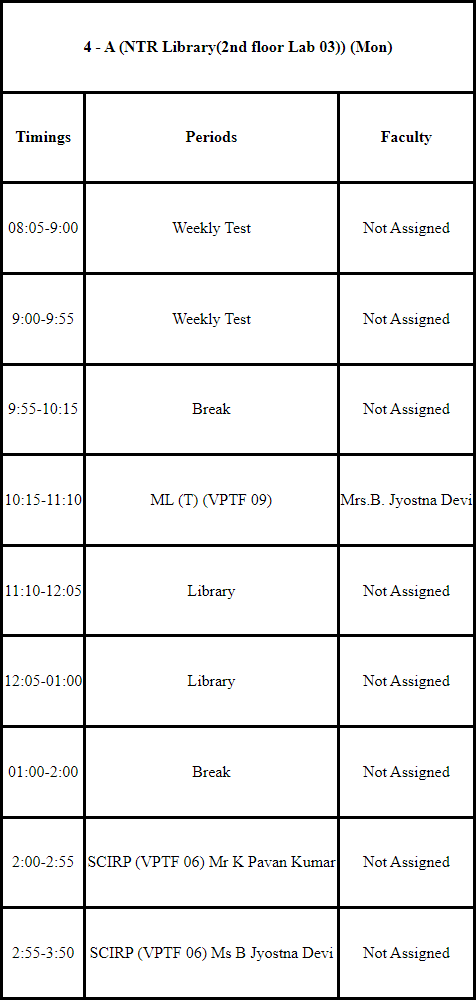 4 - A (NTR Library(2nd floor Lab 03)) (Mon)
Timings Periods Faculty
08:05-9:00 Weekly Test Not Assigned
9:00-9:55 Weekly Test Not Assigned
9:55-10:15 Break Not Assigned
10:15-11:10 ML (T) (VPTF 09) Mrs.B. Jyostna Devi
11:10-12:05 Library Not Assigned
12:05-01:00 Library Not Assigned
01:00-2:00 Break Not Assigned
2:00-2:55 SCIRP (VPTF 06) Mr K Pavan Kumar Not Assigned
2:55-3:50 SCIRP (VPTF 06) Ms B Jyostna Devi Not Assigned